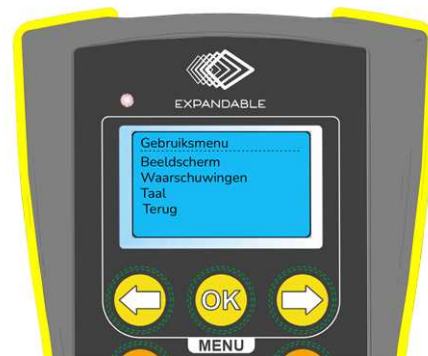 EXPANDABLE
Gebruiksmenu
Beeldscherm
Waarschuwingen
Taal
Terug
OK
MENU